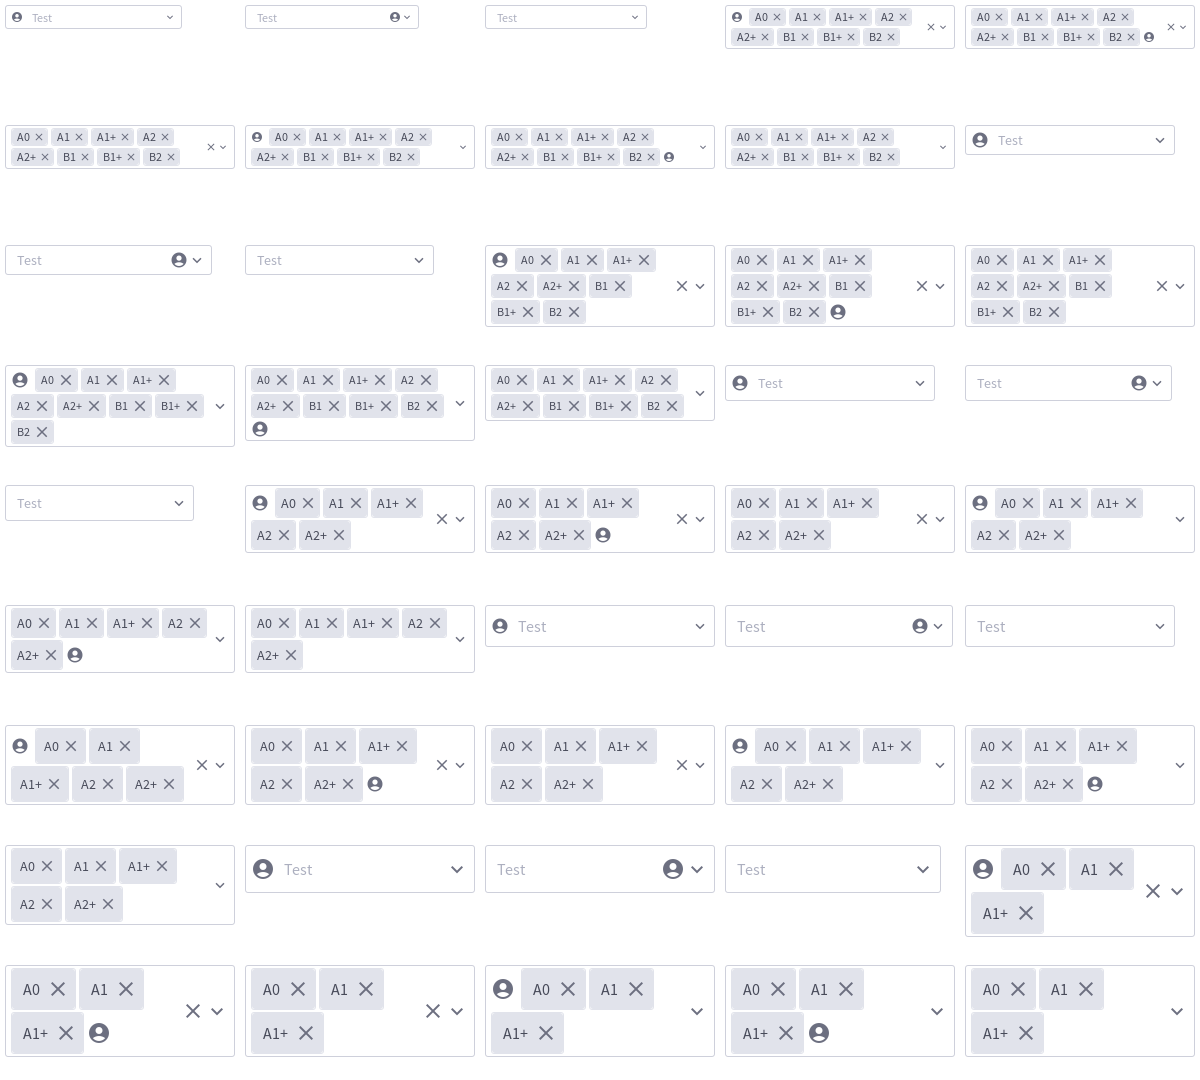 Test Test Test A0 A1 A1+ A2 A0 A1 A1+ A2
A2+ B1 B1+ B2 A2+ B1 B1+ B2
A0 A1 A1+ A2 A0 A1 A1+ A2 A0 A1 A1+ A2 A0 A1 A1+ A2 Test
A2+ B1 B1+ B2 A2+ B1 B1+ B2 A2+ B1 B1+ B2 A2+ B1 B1+ B2
Test Test A0 A1 A1+ A0 A1 A1+ A0 A1 A1+
A2 A2+ B1 A2 A2+ B1 A2 A2+ B1
B1+ B2 B1+ B2 B1+ B2
A0 A1 A1+ A0 A1 A1+ A2 A0 A1 A1+ A2 Test Test
A2 A2+ B1 B1+ A2+ B1 B1+ B2 A2+ B1 B1+ B2
B2
Test A0 A1 A1+ A0 A1 A1+ A0 A1 A1+ A0 A1 A1+
A2 A2+ A2 A2+ A2 A2+ A2 A2+
A0 A1 A1+ A2 A0 A1 A1+ A2 Test Test Test
A2+ A2+
A0 A1 A0 A1 A1+ A0 A1 A1+ A0 A1 A1+ A0 A1 A1+
A1+ A2 A2+ A2 A2+ A2 A2+ A2 A2+ A2 A2+
A0 A1 A1+ Test Test Test A0 A1
A2 A2+ A1+
A0 A1 A0 A1 A0 A1 A0 A1 A0 A1
A1+ A1+ A1+ A1+ A1+